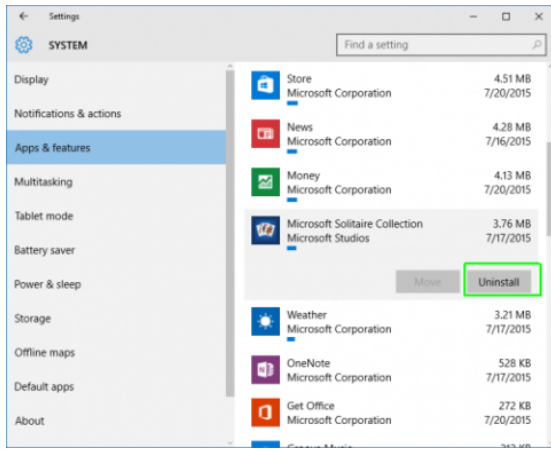 Settings
SYSTEM
Find a setting
Display
Notifications & actions
Apps & features
Multitasking
Tablet mode
Battery saver
Power & sleep
Storage
Offline maps
Default apps
About
Store 4.51 MB
Microsoft Corporation 7/20/2015
News 4.28 MB
Microsoft Corporation 7/16/2015
Money 4.13 MB
Microsoft Corporation 7/20/2015
Microsoft Solitaire Collection 3.76 MB
Microsoft Studios 7/17/2015
Move Uninstall
Weather 3.21 MB
Microsoft Corporation 7/17/2015
OneNote 528 KB
Microsoft Corporation 7/17/2015
Get Office 272 KB
Microsoft Corporation 7/20/2015
Groove Music